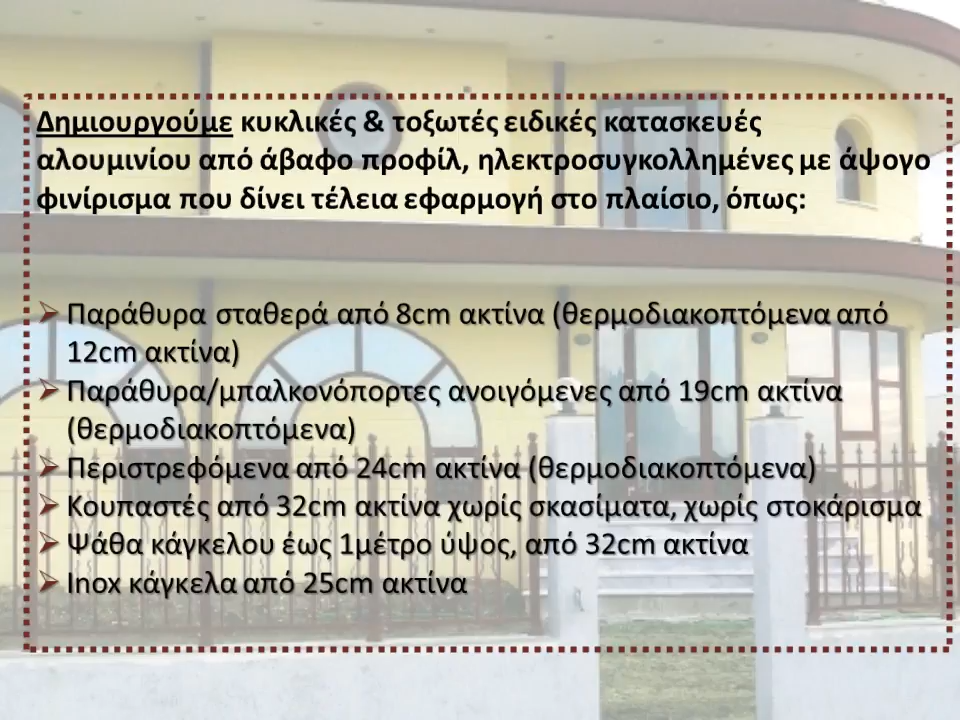 Δημιουργούμε κυκλικές & τοξωτές ειδικές κατασκευές
αλουμινίου από άβαφο προφίλ, ηλεκτροσυγκολλημένες με άψογο
φινίρισμα που δίνει τέλεια εφαρμογή στο πλαίσιο, όπως:
Παράθυρα σταθερά από 8cm ακτίνα (θερμοδιακοπτόμενα από
12cm ακτίνα)
Παράθυρα/μπαλκονόπορτες ανοιγόμενες από 19cm ακτίνα
(θερμοδιακοπτόμενα)
Περιστρεφόμενα από 24cm ακτίνα (θερμοδιακοπτόμενα)
Κουπαστές από 32cm ακτίνα χωρίς σκασίματα, χωρίς στοκάρισμα
Ψάθα κάγκελου έως 1μέτρο ύψος, από 32cm ακτίνα
Inox κάγκελα από 25cm ακτίνα